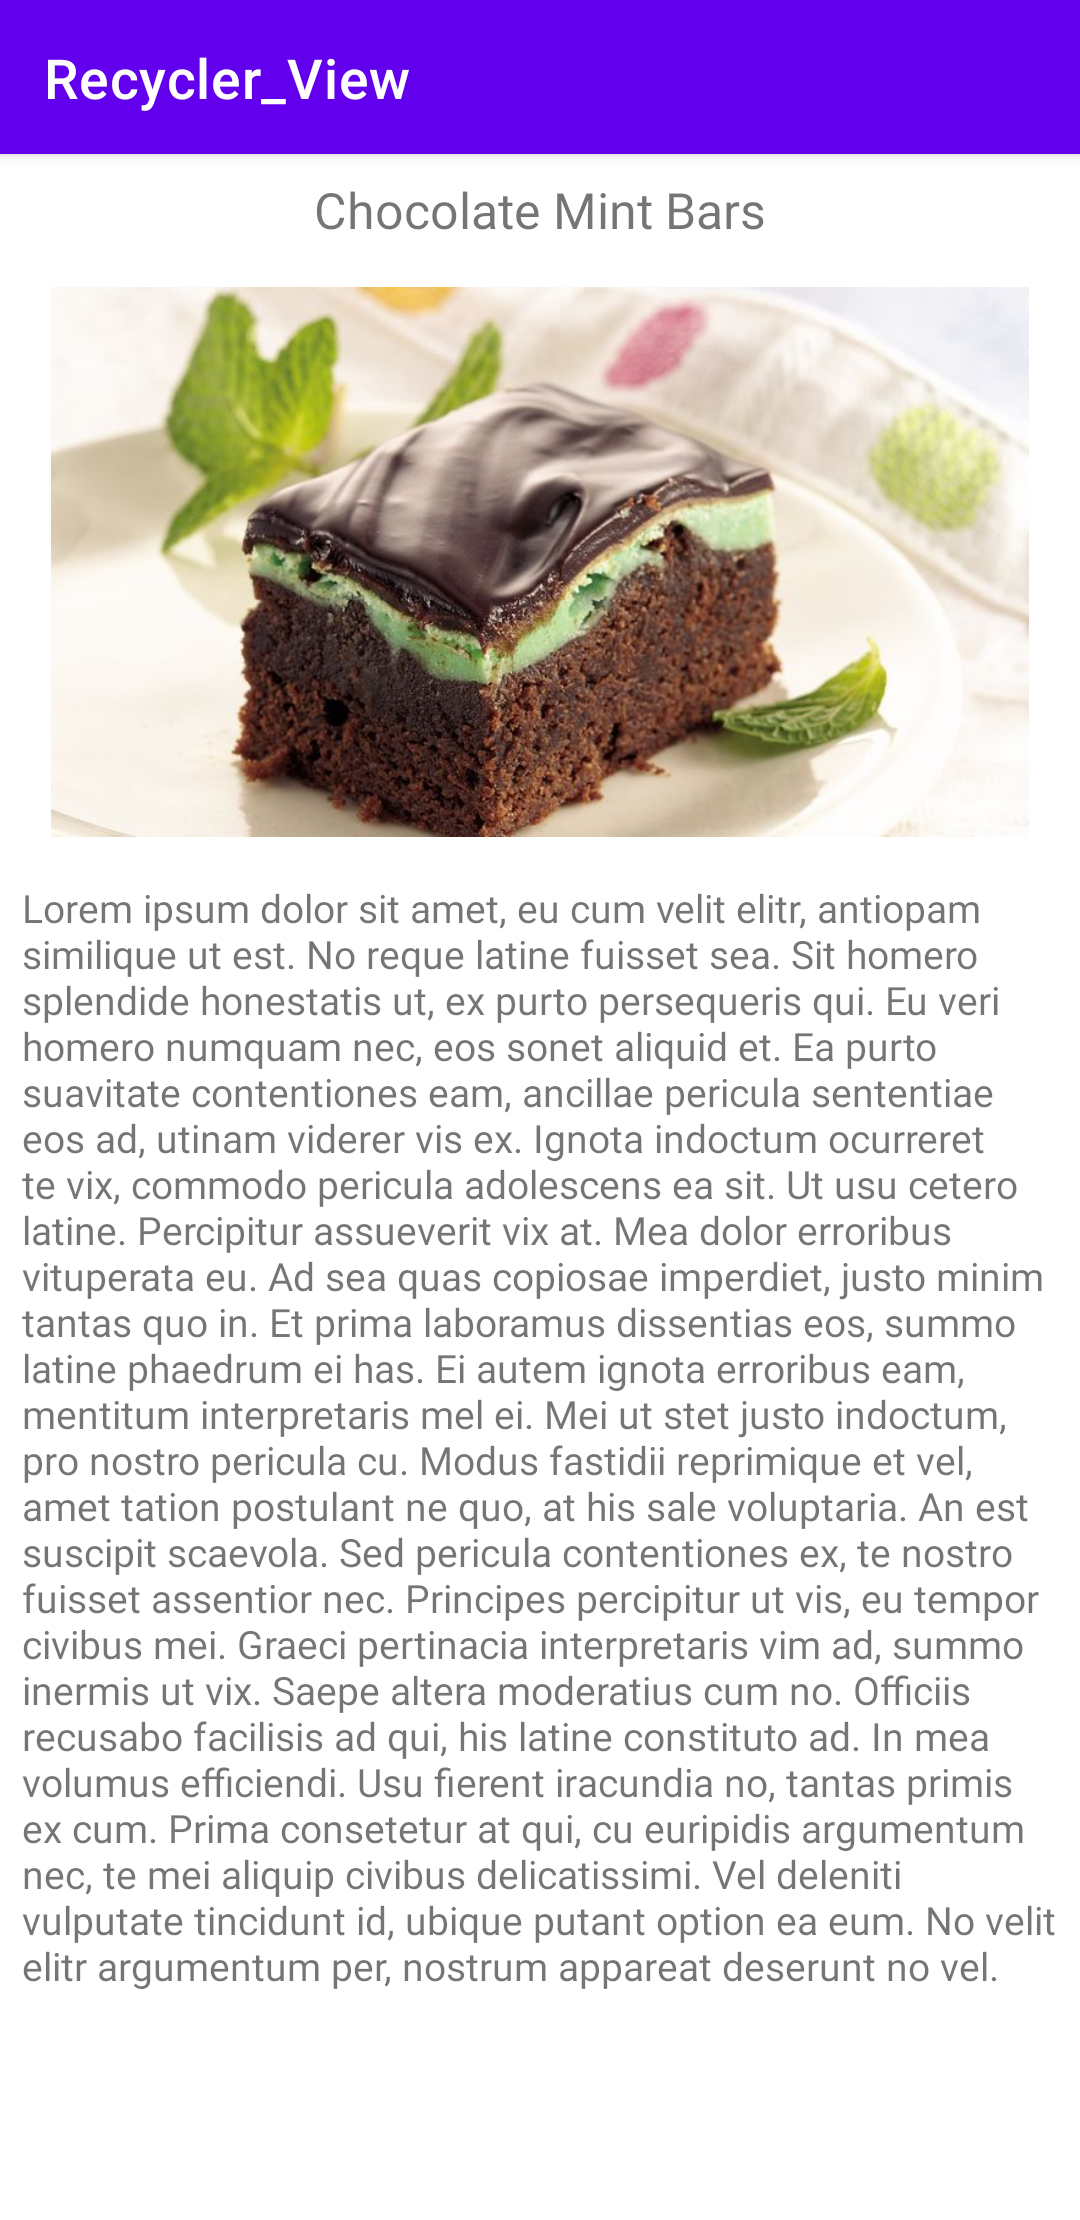 Recycler_View
Chocolate Mint Bars
Lorem ipsum dolor sit amet, eu cum velit elitr, antiopam
similique ut est. No reque latine fuisset sea. Sit homero
splendide honestatis ut, ex purto persequeris qui. Eu veri
homero numquam nec, eos sonet aliquid et. Ea purto
suavitate contentiones eam, ancillae pericula sententiae
eos ad, utinam viderer vis ex. Ignota indoctum ocurreret
te vix, commodo pericula adolescens ea sit. Ut usu cetero
latine. Percipitur assueverit vix at. Mea dolor erroribus
vituperata eu. Ad sea quas copiosae imperdiet, justo minim
tantas quo in. Et prima laboramus dissentias eos, summo
latine phaedrum ei has. Ei autem ignota erroribus eam,
mentitum interpretaris mel ei. Mei ut stet justo indoctum,
pro nostro pericula cu. Modus fastidii reprimique et vel,
amet tation postulant ne quo, at his sale voluptaria. An est
suscipit scaevola. Sed pericula contentiones ex, te nostro
fuisset assentior nec. Principes percipitur ut vis, eu tempor
civibus mei. Graeci pertinacia interpretaris vim ad, summo
inermis ut vix. Saepe altera moderatius cum no. Officiis
recusabo facilisis ad qui, his latine constituto ad. In mea
volumus efficiendi. Usu fierent iracundia no, tantas primis
ex cum. Prima consetetur at qui, cu euripidis argumentum
nec, te mei aliquip civibus delicatissimi. Vel deleniti
vulputate tincidunt id, ubique putant option ea eum. No velit
elitr argumentum per, nostrum appareat deserunt no vel.